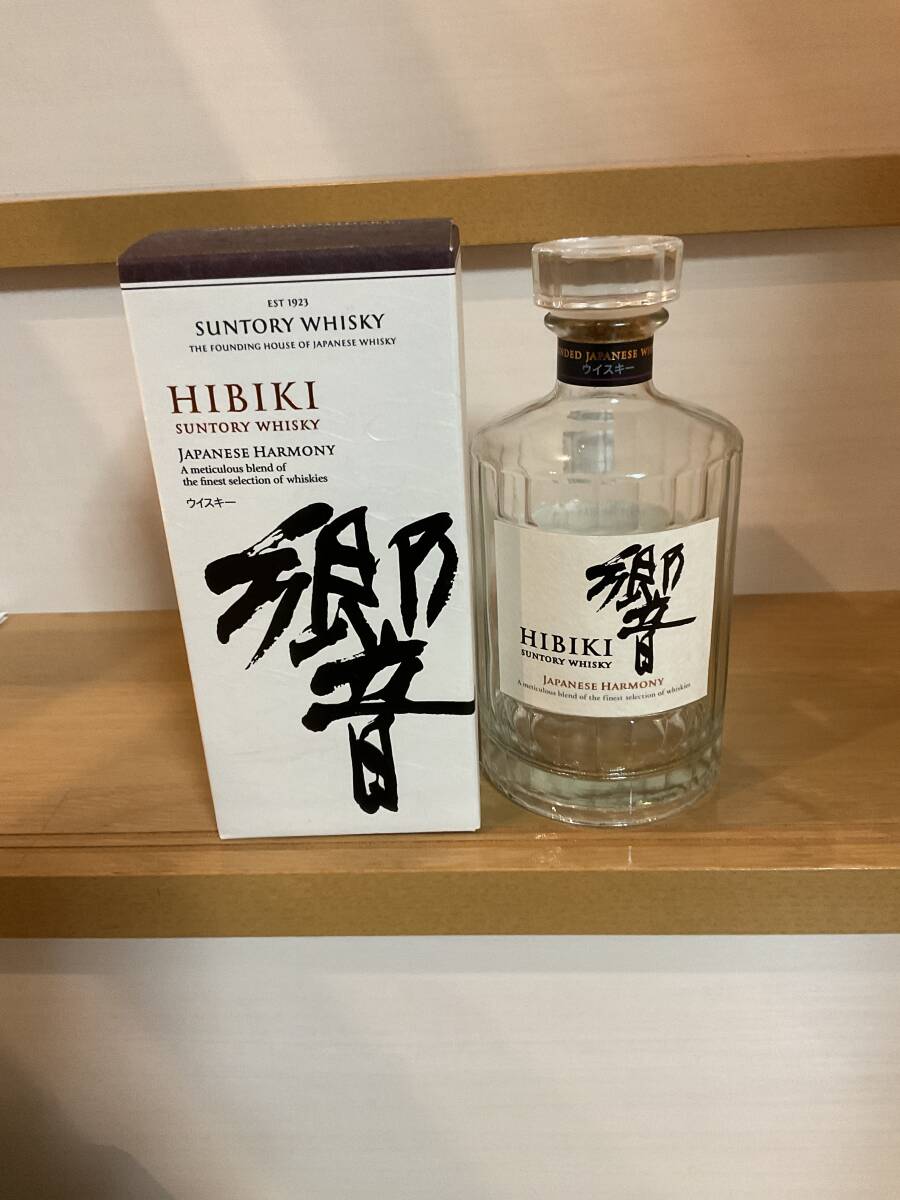 EST 1923
SUNTORY WHISKY
THE FOUNDING HOUSE OF JAPANESE WHISKY
HIBIKI
SUNTORY WHISKY
JAPANESE HARMONY
A meticulous blend of
the finest selection of whiskies
ウイスキー
響
JAPANESE
ウイスキー
響
HIBIKI
SUNTORY WHISKY
JAPANESE HARMONY
A meticulous blend of the finest selection of whiskies